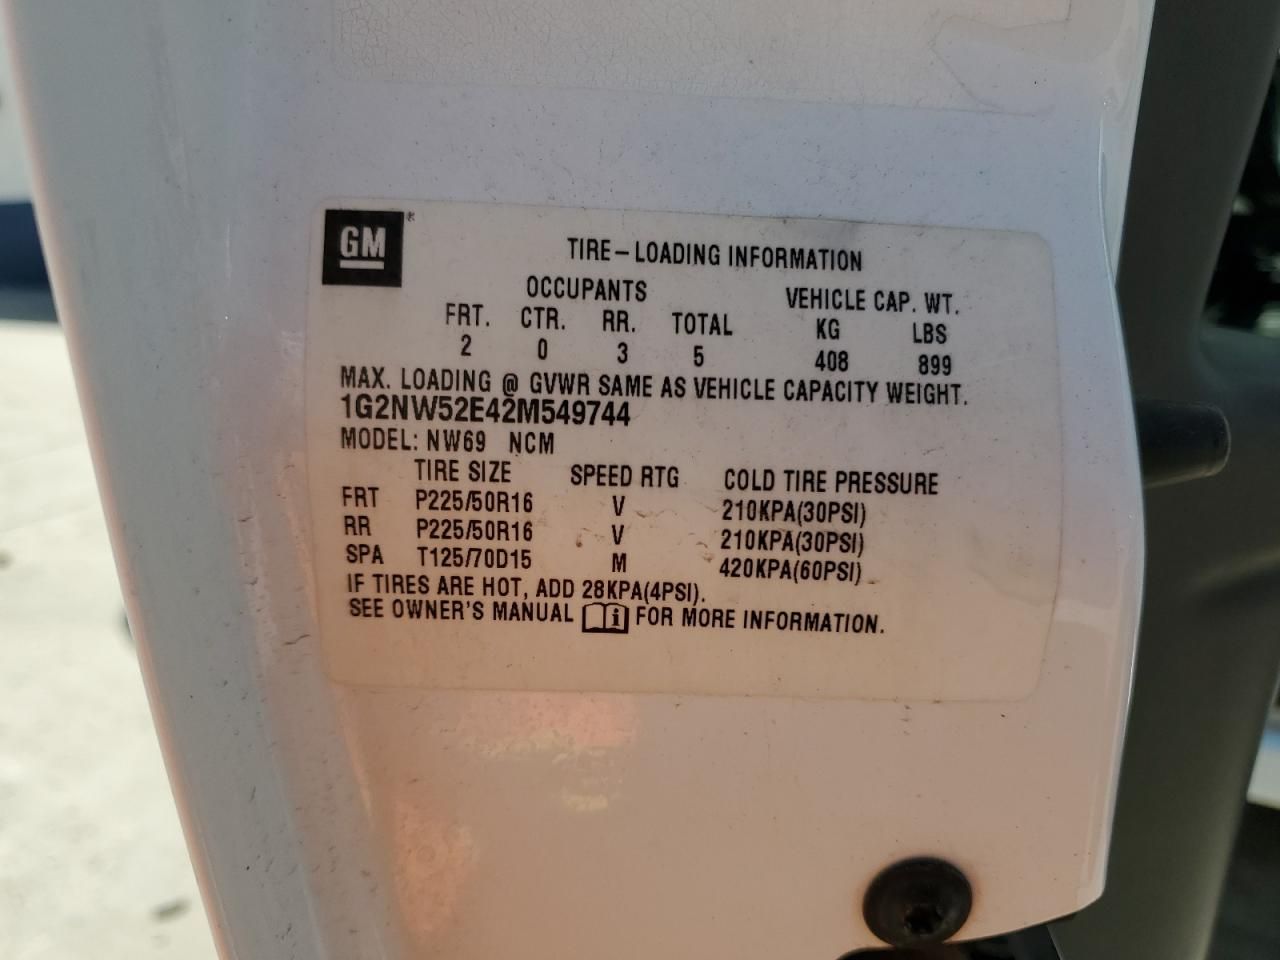 GM®
TIRE-LOADING INFORMATION
OCCUPANTS VEHICLE CAP. WT.
FRT. CTR. RR. TOTAL KG LBS
2 0 3 5 408 899
MAX. LOADING @ GVWR SAME AS VEHICLE CAPACITY WEIGHT.
1G2NW52E42M549744
MODEL: NW69 NCM
TIRE SIZE SPEED RTG COLD TIRE PRESSURE
FRT P225/50R16 V 210KPA(30PSI)
RR P225/50R16 V 210KPA(30PSI)
SPA T125/70D15 M 420KPA(60PSI)
IF TIRES ARE HOT, ADD 28KPA(4PSI).
SEE OWNER'S MANUAL i FOR MORE INFORMATION.